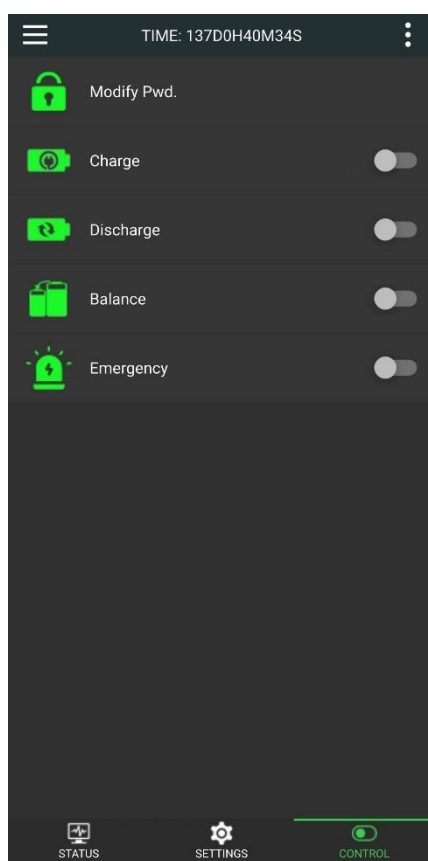 TIME: 137D0H40M34S
Modify Pwd.
Charge
Discharge
Balance
Emergency
STATUS
SETTINGS
CONTROL